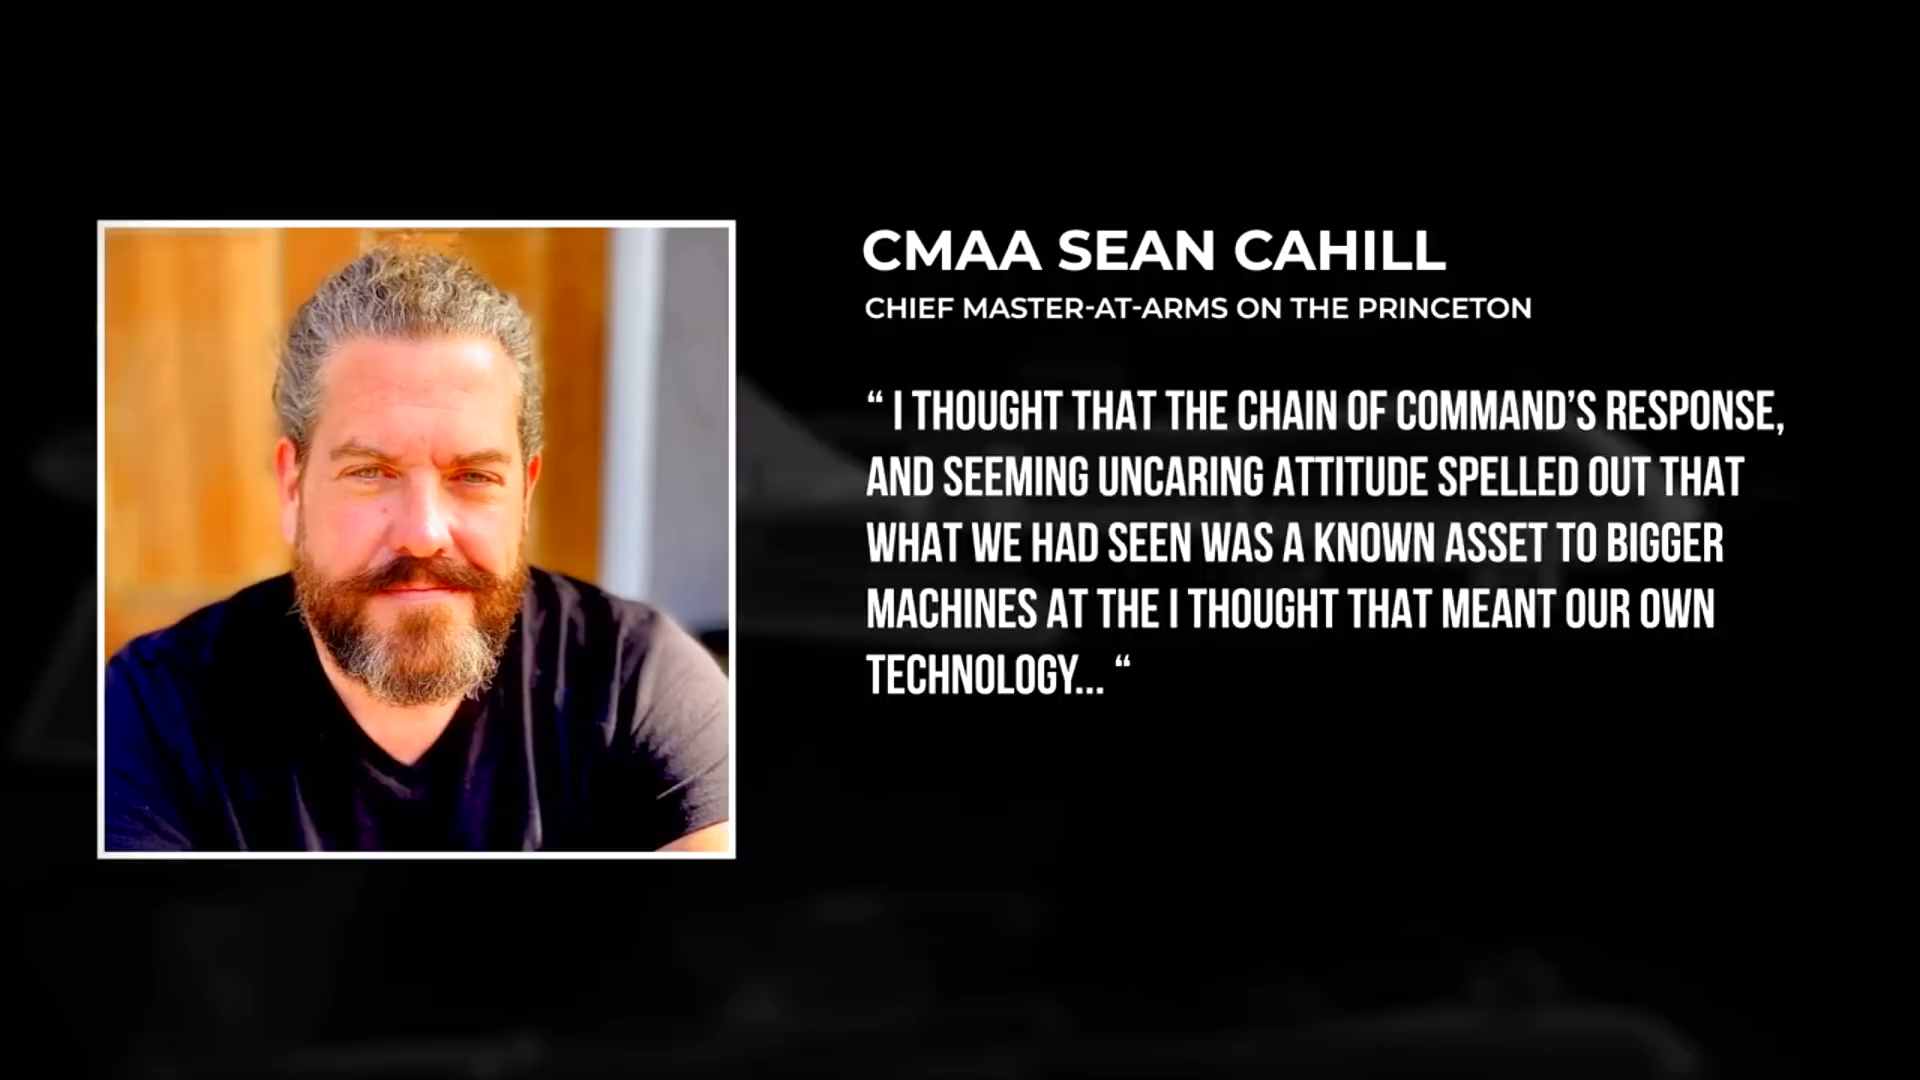 CMAA SEAN CAHILL
CHIEF MASTER-AT-ARMS ON THE PRINCETON
“ I THOUGHT THAT THE CHAIN OF COMMAND’S RESPONSE,
AND SEEMING UNCARING ATTITUDE SPELLED OUT THAT
WHAT WE HAD SEEN WAS A KNOWN ASSET TO BIGGER
MACHINES AT THE I THOUGHT THAT MEANT OUR OWN
TECHNOLOGY... “